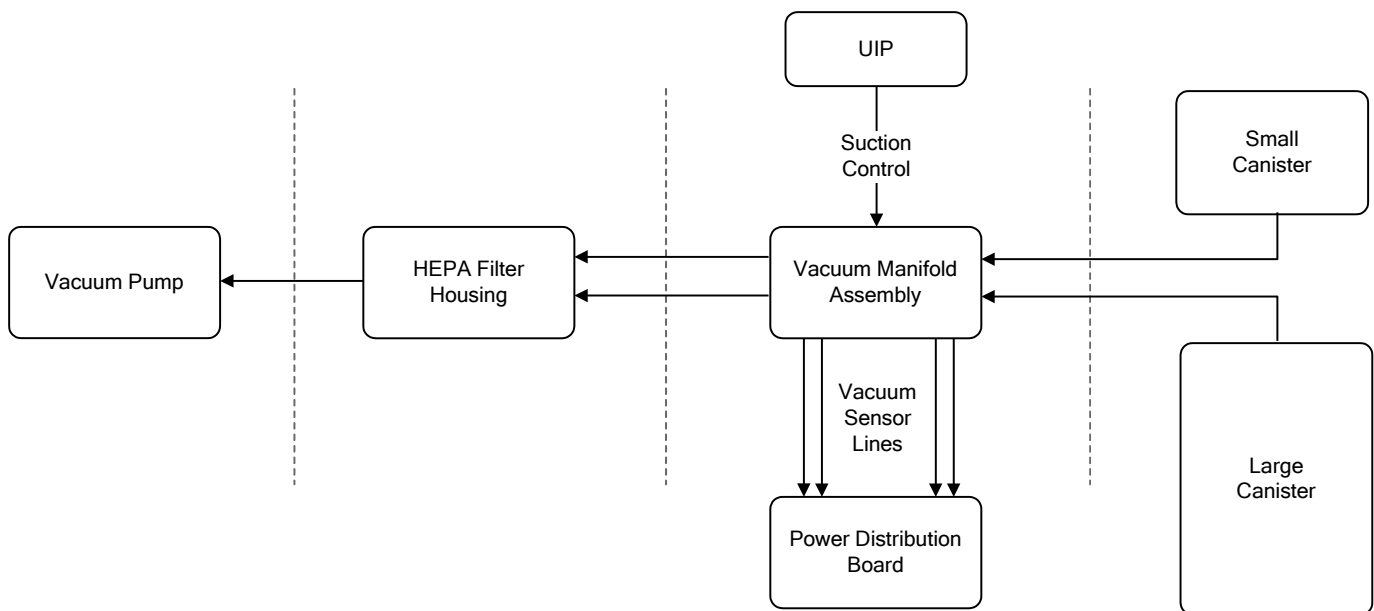 UIP
Suction
Control
Small
Canister
Vacuum Pump
HEPA Filter
Housing
Vacuum Manifold
Assembly
Vacuum
Sensor
Lines
Large
Canister
Power Distribution
Board